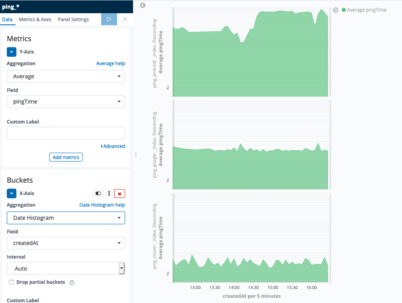 ping_*
Data
Metrics & Axes
Panel Settings
Metrics
Y-Axis
Aggregation
Average help
Average
Field
pingTime
Custom Label
Advanced
Add metrics
Buckets
X-Axis
Aggregation
Date Histogram help
Date Histogram
Field
createdAt
Interval
Auto
Drop partial buckets
Custom Label
Average pingTime
Average pingTime
2
Average pingTime
2
Average pingTime
2
13:00
13:30
14:00
14:30
15:00
15:30
16:00
createdAt per 5 minutes